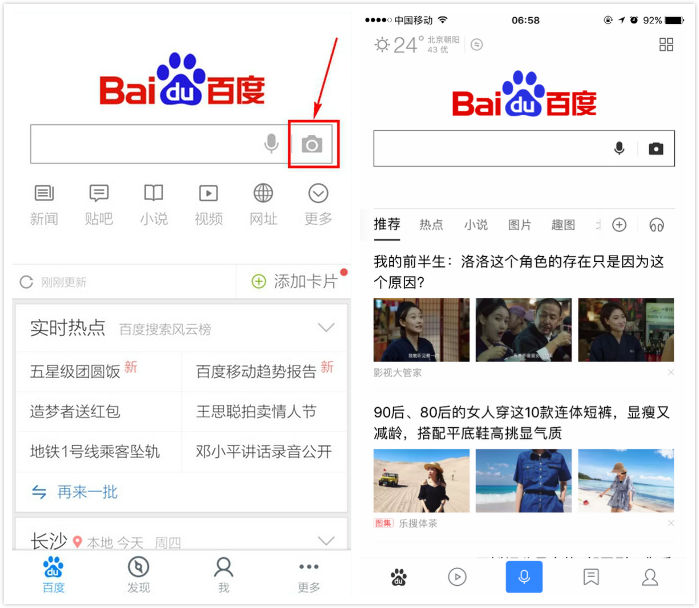 Bai du 百度
新闻 贴吧 小说 视频 网址 更多
刚刚更新 添加卡片
实时热点 百度搜索风云榜
五星级团圆饭 新 百度移动趋势报告 新
造梦者送红包 王思聪拍卖情人节
地铁1号线乘客坠轨 邓小平讲话录音公开
再来一批
长沙 本地 今天 周四
百度 发现 我 更多
中国移动 06:58 92%
24° 北京朝阳
43 优
Bai du 百度
推荐 热点 小说 图片 趣图
我的前半生：洛洛这个角色的存在只是因为这
个原因?
影视大管家
90后、80后的女人穿这10款连体短裤，显瘦又
减龄，搭配平底鞋高挑显气质
图集 乐搜体茶